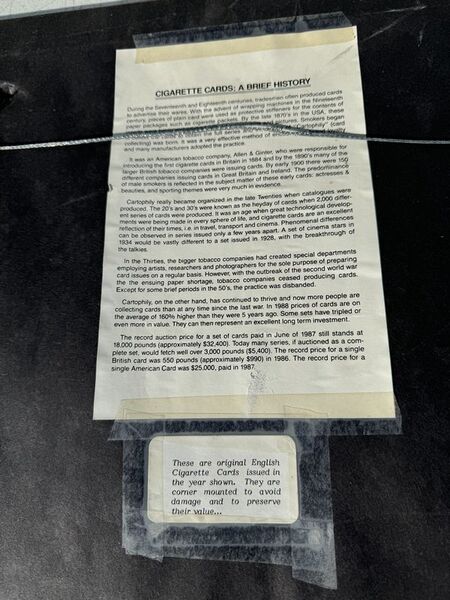 CIGARETTE CARDS; A BRIEF HISTORY
During the Seventeenth and Eighteenth centuries, tradesmen often produced cards
to advertise their wares. With the advent of wrapping machines in the Nineteenth
century, pieces of plain card were used as protective stiffeners for the contents of
paper packages such as cigarette packets. By the late 1870's in the USA, these
pictures. Smokers began
the full series and (card
collecting) was born. It was a very effective method of
and many manufacturers adopted the practice.
It was an American tobacco company, Allen & Ginter, who were responsible for
introducing the first cigarette cards in Britain in 1884 and by the 1890's many of the
larger British tobacco companies were issuing cards. By early 1900 there were 150
different companies issuing cards in Great Britain and Ireland. The predominance
of male smokers is reflected in the subject matter of these early cards: actresses &
beauties, and sporting themes were very much in evidence.
Cartophily really became organized in the late Twenties when catalogues were
produced. The 20's and 30's were known as the heyday of cards when 2,000 differ-
ent series of cards were produced. It was an age when great technological develop-
ments were being made in every sphere of life, and cigarette cards are an excellent
reflection of their times, i.e. in travel, transport and cinema. Phenomenal differences
can be observed in series issued only a few years apart. A set of cinema stars in
1934 would be vastly different to a set issued in 1928, with the breakthrough of
the talkies.
In the Thirties, the bigger tobacco companies had created special departments
employing artists, researchers and photographers for the sole purpose of preparing
card issues on a regular basis. However, with the outbreak of the second world war
the the ensuing paper shortage, tobacco companies ceased producing cards.
Except for some brief periods in the 50's, the practice was disbanded.
Cartophily, on the other hand, has continued to thrive and now more people are
collecting cards than at any time since the last war. In 1988 prices of cards are on
the average of 160% higher than they were 5 years ago. Some sets have tripled or
even more in value. They can then represent an excellent long term investment.
The record auction price for a set of cards paid in June of 1987 still stands at
18,000 pounds (approximately $32,400). Today many series, if auctioned as a com-
plete set, would fetch well over 3,000 pounds ($5,400). The record price for a single
British card was 550 pounds (approximately $990) in 1986. The record price for a
single American Card was $25,000, paid in 1987.
These are original English
Cigarette Cards issued in
the year shown. They are
corner mounted to avoid
damage and to preserve
their value...